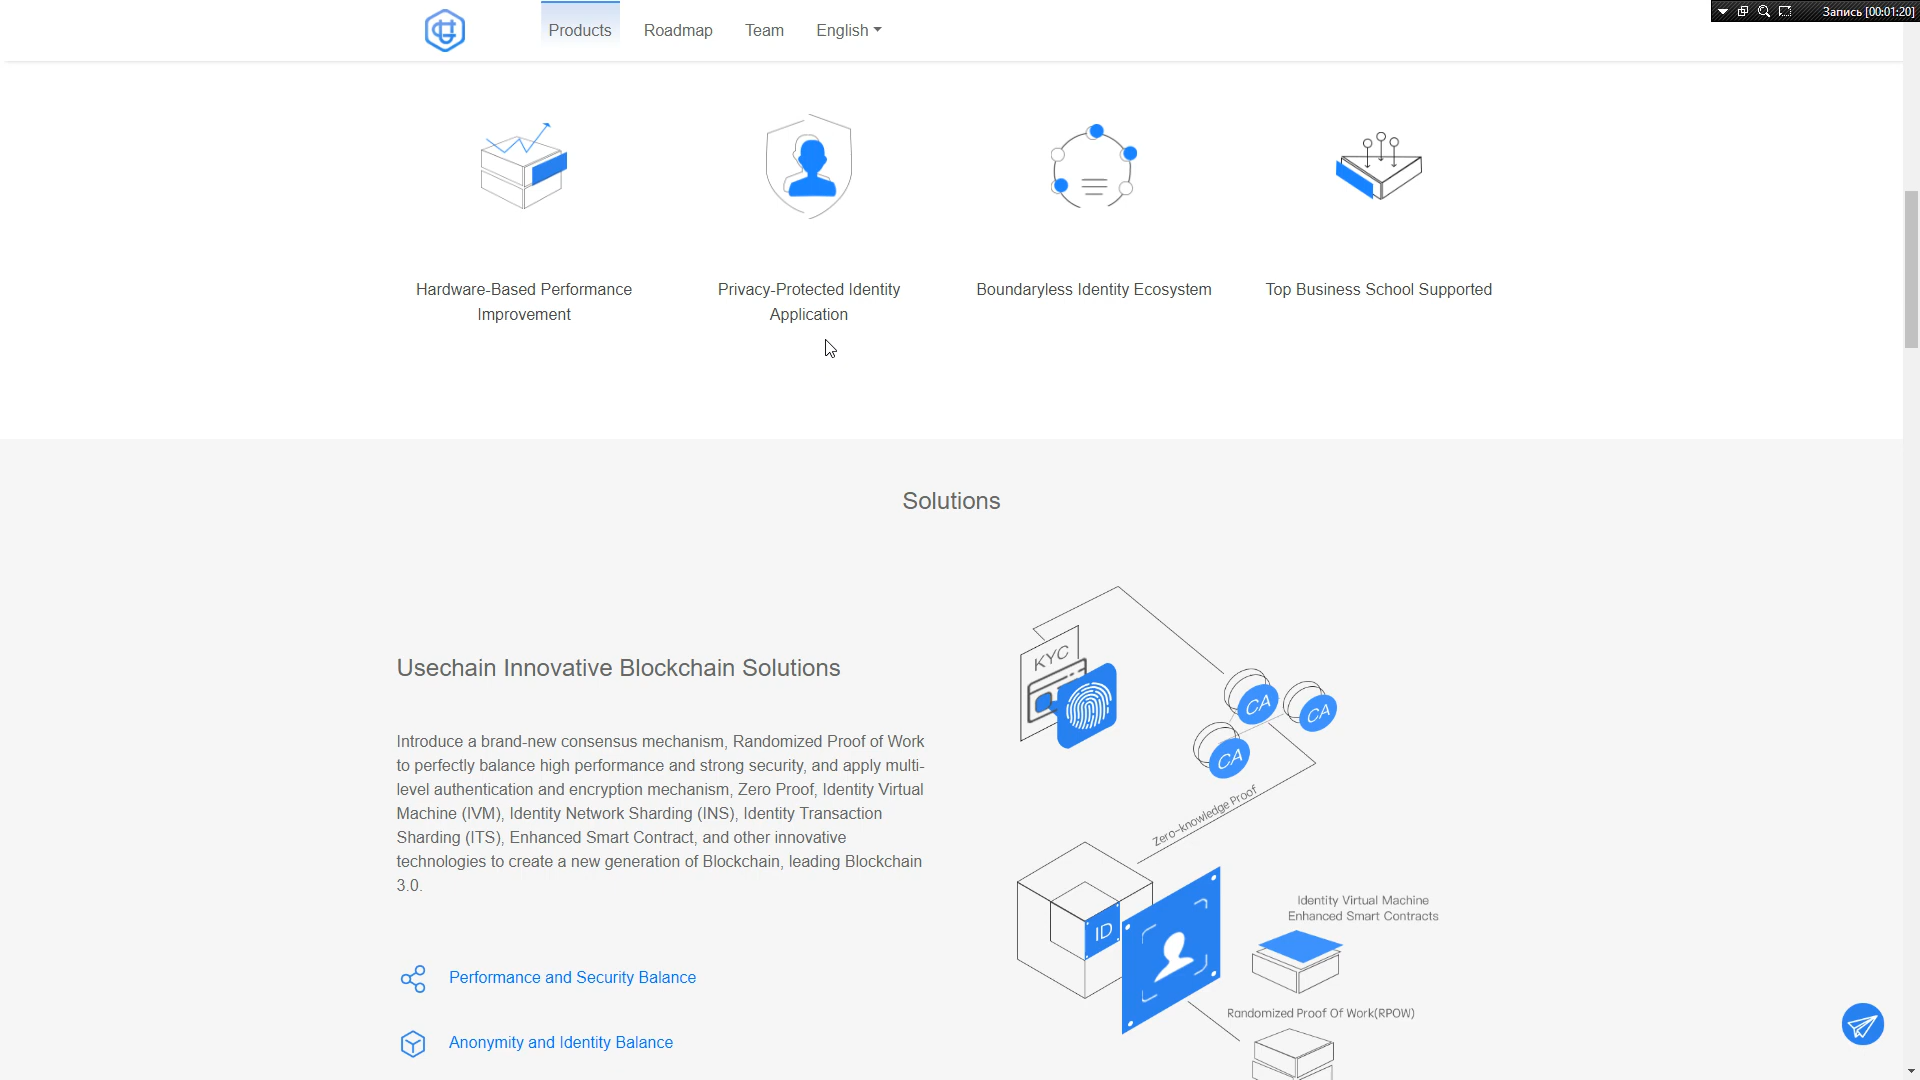 Products
Roadmap
Team
English
Запись [00:01:20]
Hardware-Based Performance
Improvement
Privacy-Protected Identity
Application
Boundaryless Identity Ecosystem
Top Business School Supported
Solutions
Usechain Innovative Blockchain Solutions
Introduce a brand-new consensus mechanism, Randomized Proof of Work
to perfectly balance high performance and strong security, and apply multi-
level authentication and encryption mechanism, Zero Proof, Identity Virtual
Machine (IVM), Identity Network Sharding (INS), Identity Transaction
Sharding (ITS), Enhanced Smart Contract, and other innovative
technologies to create a new generation of Blockchain, leading Blockchain
3.0.
Performance and Security Balance
Anonymity and Identity Balance
KYC
CA
CA
CA
Zero-knowledge Proof
ID
Identity Virtual Machine
Enhanced Smart Contracts
Randomized Proof Of Work(RPOW)